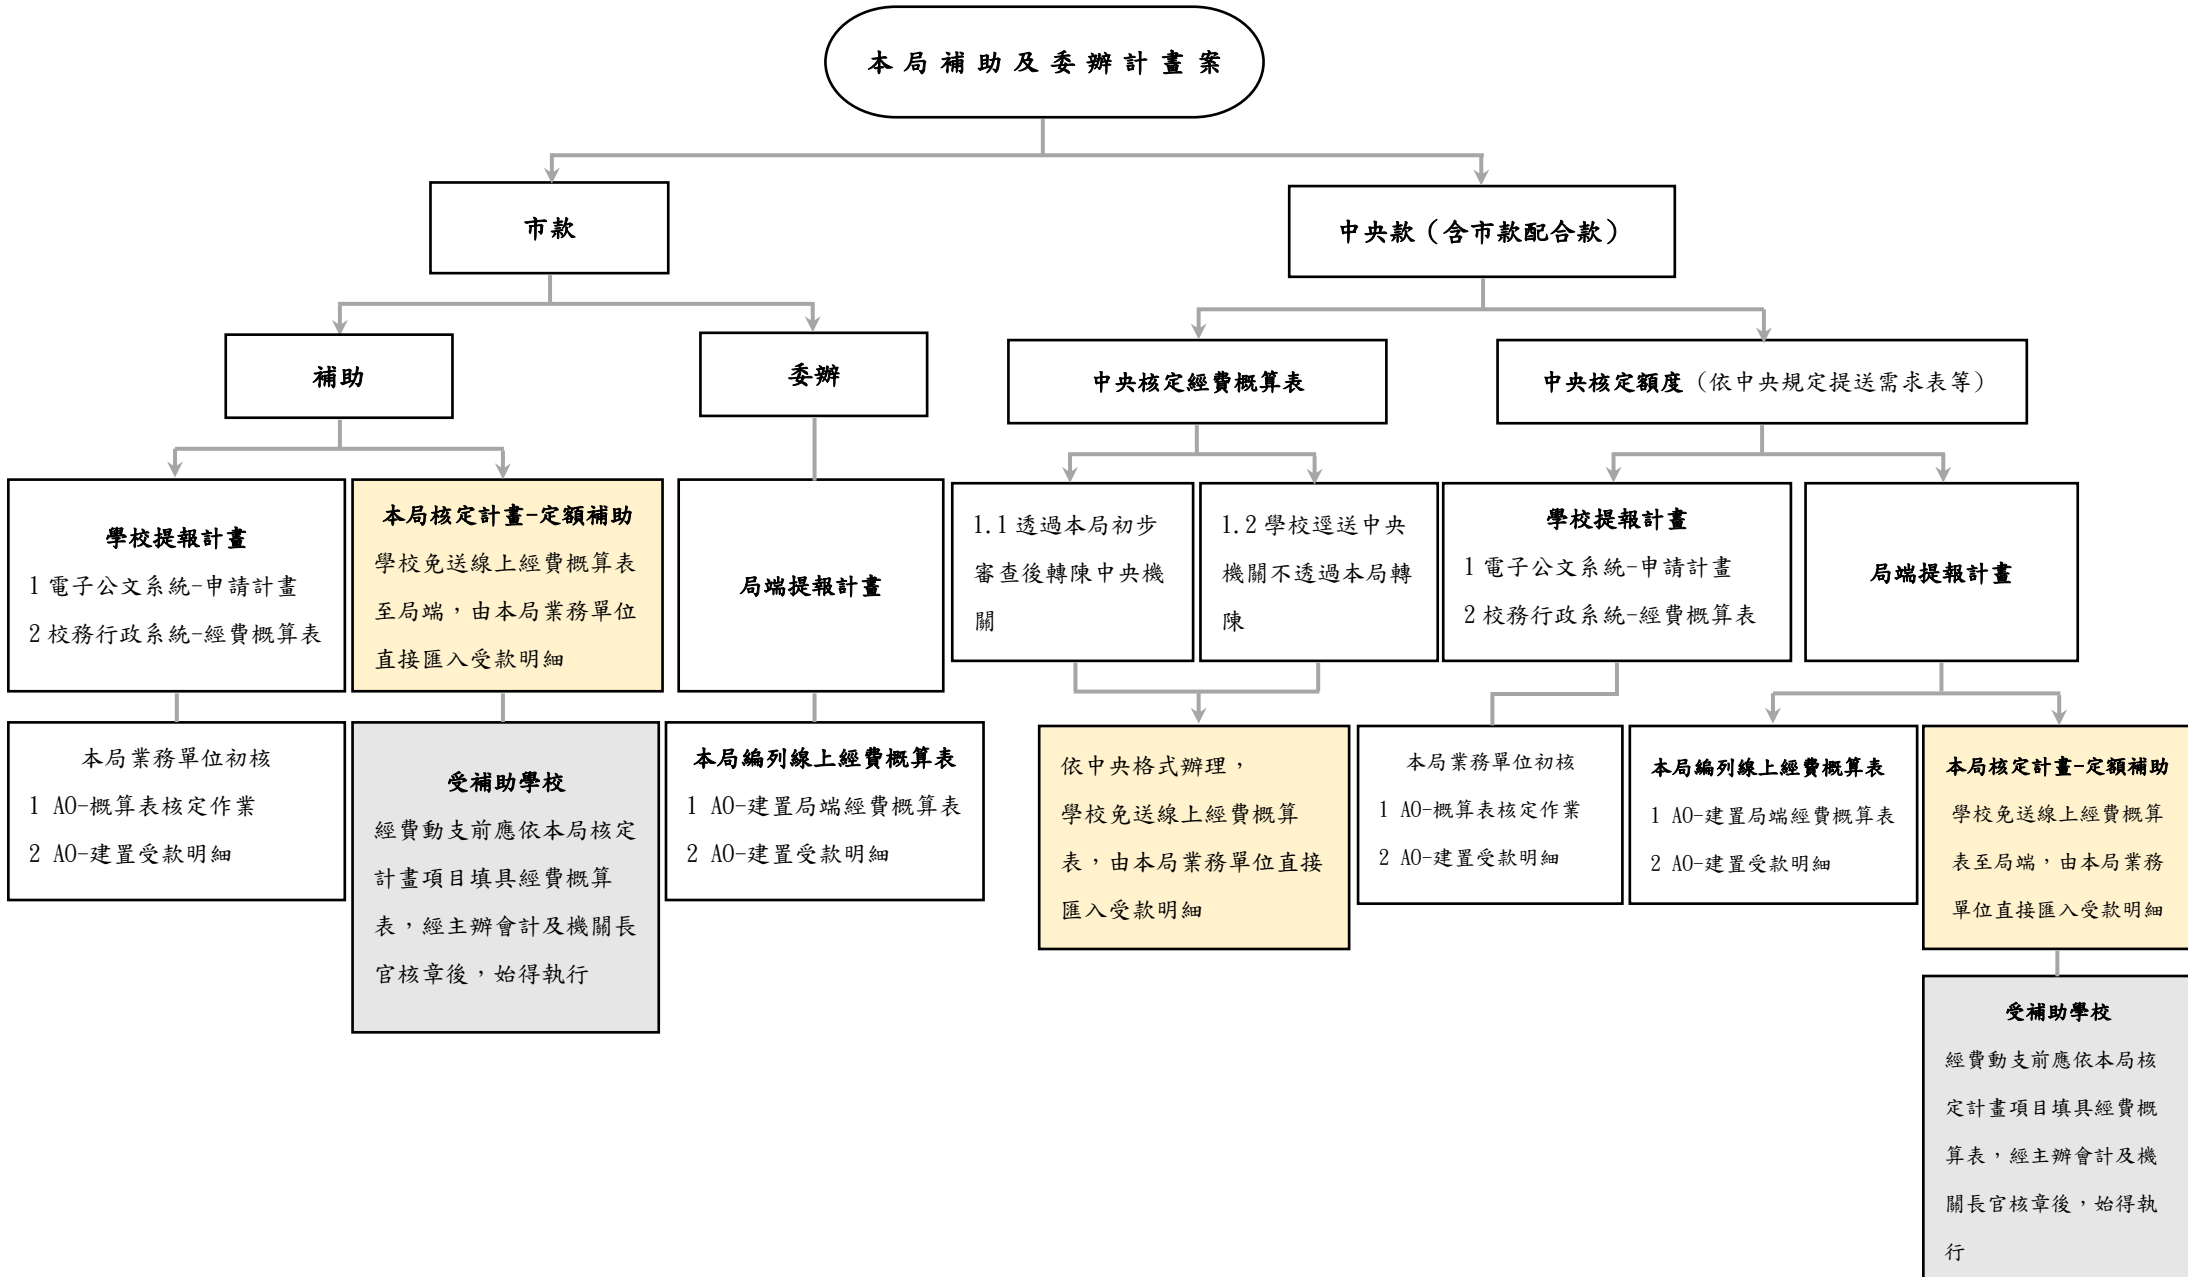 本局補助及委辦計畫案
市款
中央款（含市款配合款）
補助
委辦
中央核定經費概算表
中央核定額度（依中央規定提送需求表等）
學校提報計畫
1 電子公文系統-申請計畫
2 校務行政系統-經費概算表
本局核定計畫-定額補助
學校免送線上經費概算表
至局端，由本局業務單位
直接匯入受款明細
局端提報計畫
1.1 透過本局初步
審查後轉陳中央機
關
1.2 學校逕送中央
機關不透過本局轉
陳
學校提報計畫
1 電子公文系統-申請計畫
2 校務行政系統-經費概算表
局端提報計畫
本局業務單位初核
1 AO-概算表核定作業
2 AO-建置受款明細
受補助學校
經費動支前應依本局核定
計畫項目填具經費概算
表，經主辦會計及機關長
官核章後，始得執行
本局編列線上經費概算表
1 AO-建置局端經費概算表
2 AO-建置受款明細
依中央格式辦理，
學校免送線上經費概算
表，由本局業務單位直接
匯入受款明細
本局業務單位初核
1 AO-概算表核定作業
2 AO-建置受款明細
本局編列線上經費概算表
1 AO-建置局端經費概算表
2 AO-建置受款明細
本局核定計畫-定額補助
學校免送線上經費概算
表至局端，由本局業務
單位直接匯入受款明細
受補助學校
經費動支前應依本局核
定計畫項目填具經費概
算表，經主辦會計及機
關長官核章後，始得執
行